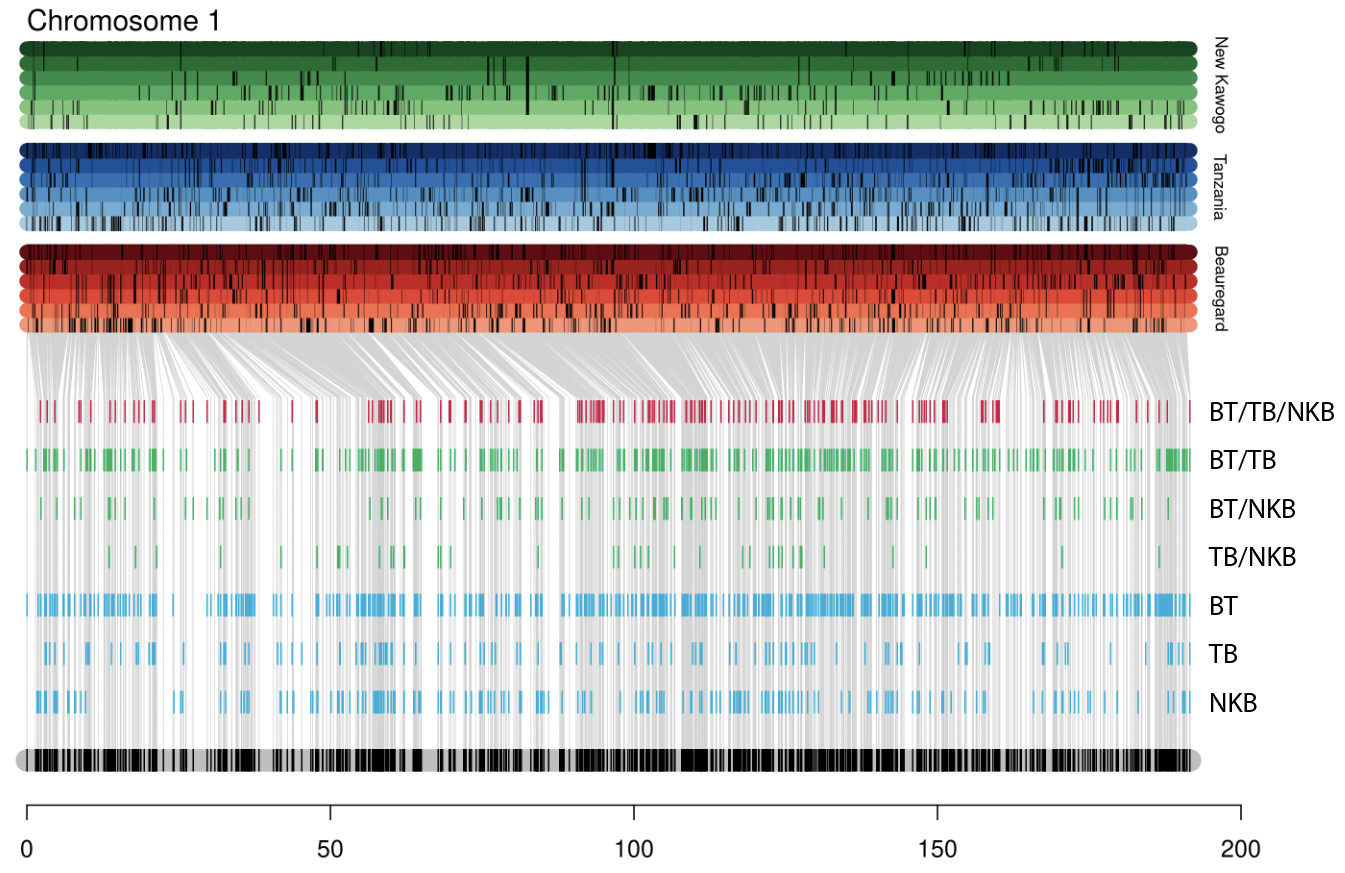 Chromosome 1
New Kawogo
Tanzania
Beauregard
BT/TB/NKB
BT/TB
BT/NKB
TB/NKB
BT
TB
NKB
0 50 100 150 200